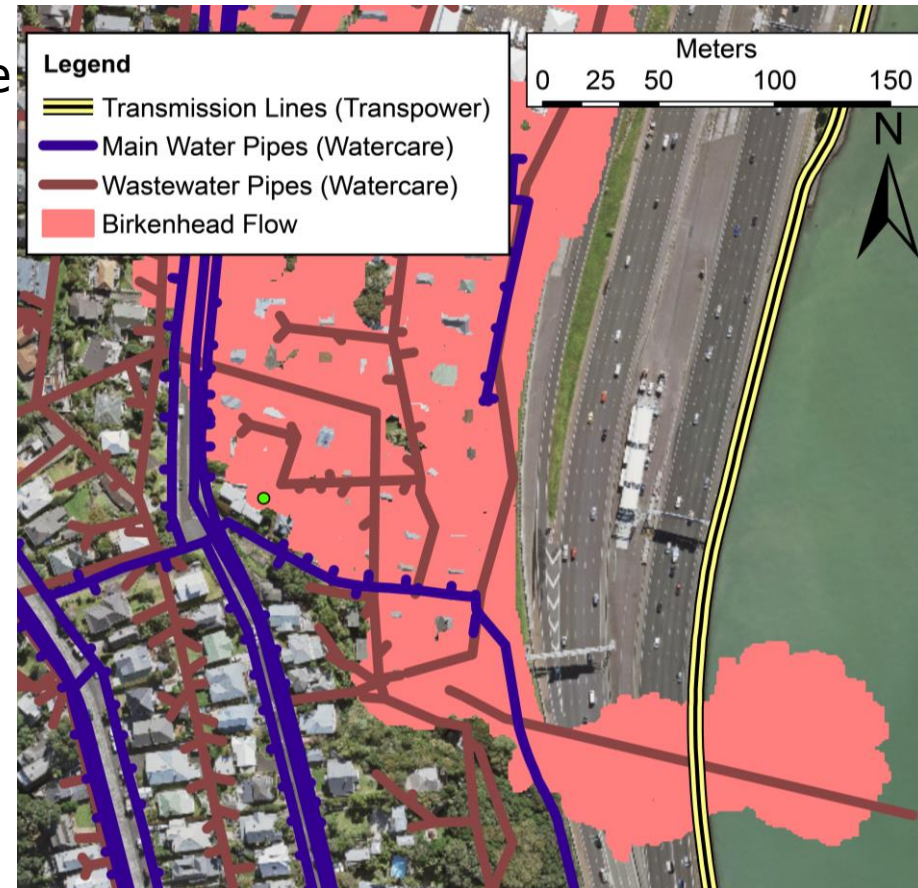 e
Legend
Transmission Lines (Transpower)
Main Water Pipes (Watercare)
Wastewater Pipes (Watercare)
Birkenhead Flow
Meters
0 25 50 100 150
N